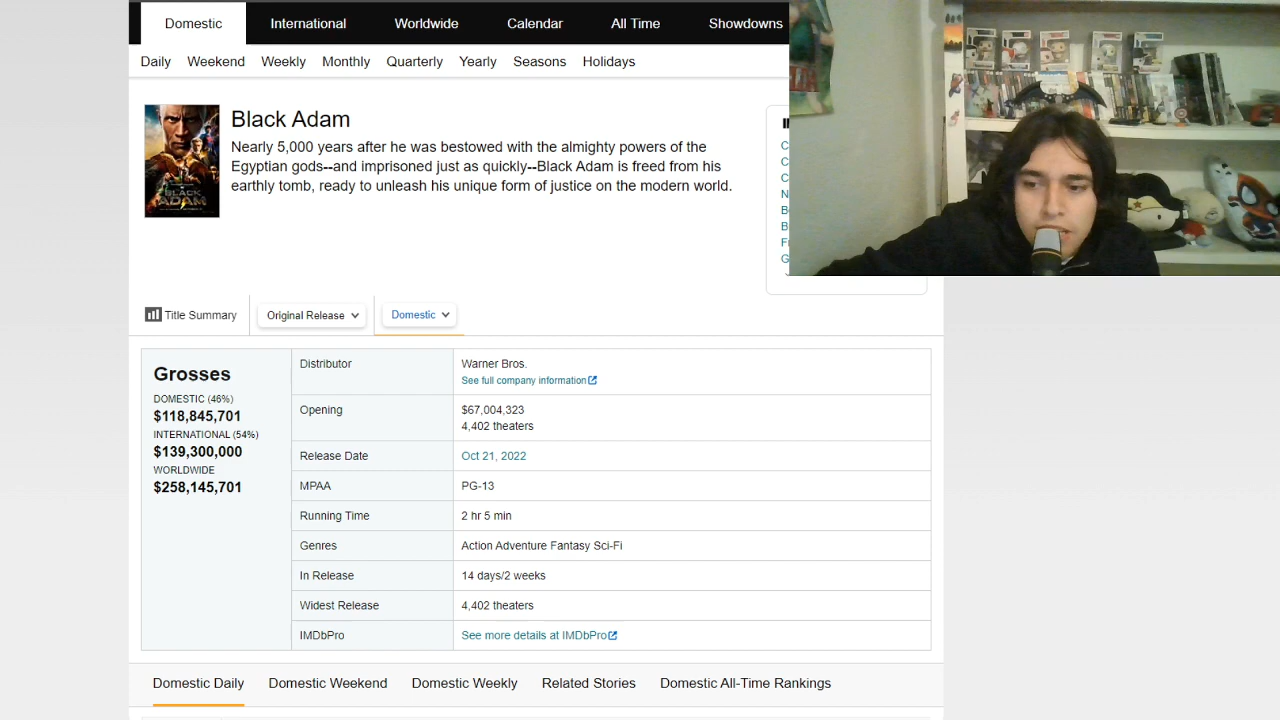 Domestic International Worldwide Calendar All Time Showdowns
Daily Weekend Weekly Monthly Quarterly Yearly Seasons Holidays
Black Adam
Nearly 5,000 years after he was bestowed with the almighty powers of the
Egyptian gods--and imprisoned just as quickly--Black Adam is freed from his
earthly tomb, ready to unleash his unique form of justice on the modern world.
BLACK
ADAM
Title Summary Original Release Domestic
Grosses
DOMESTIC (46%)
$118,845,701
INTERNATIONAL (54%)
$139,300,000
WORLDWIDE
$258,145,701
Distributor Warner Bros.
See full company information
Opening $67,004,323
4,402 theaters
Release Date Oct 21, 2022
MPAA PG-13
Running Time 2 hr 5 min
Genres Action Adventure Fantasy Sci-Fi
In Release 14 days/2 weeks
Widest Release 4,402 theaters
IMDbPro See more details at IMDbPro
Domestic Daily Domestic Weekend Domestic Weekly Related Stories Domestic All-Time Rankings